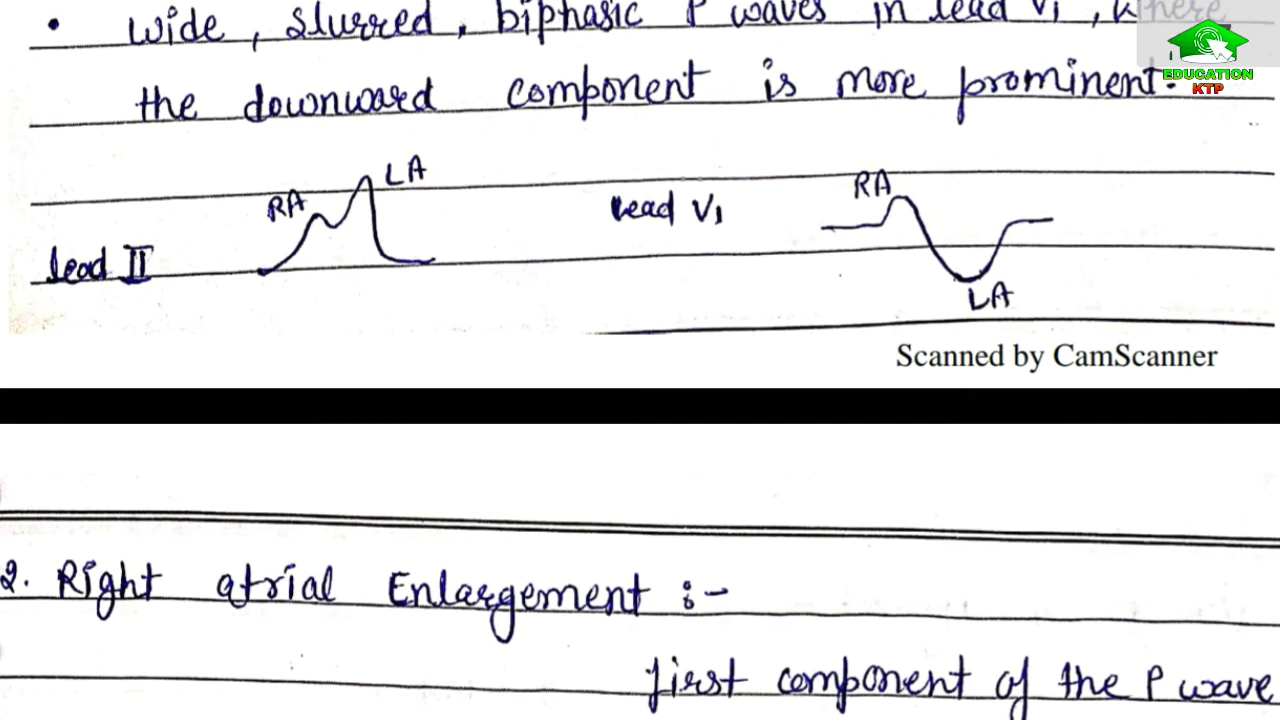 • Wide, slurred, biphasic P waves in lead V1, where
EDUCATION
KTP
the downward component is more prominent.
RA LA
lead II
lead V1
RA
LA
Scanned by CamScanner
2. Right atrial Enlargement :-
first component of the P wave